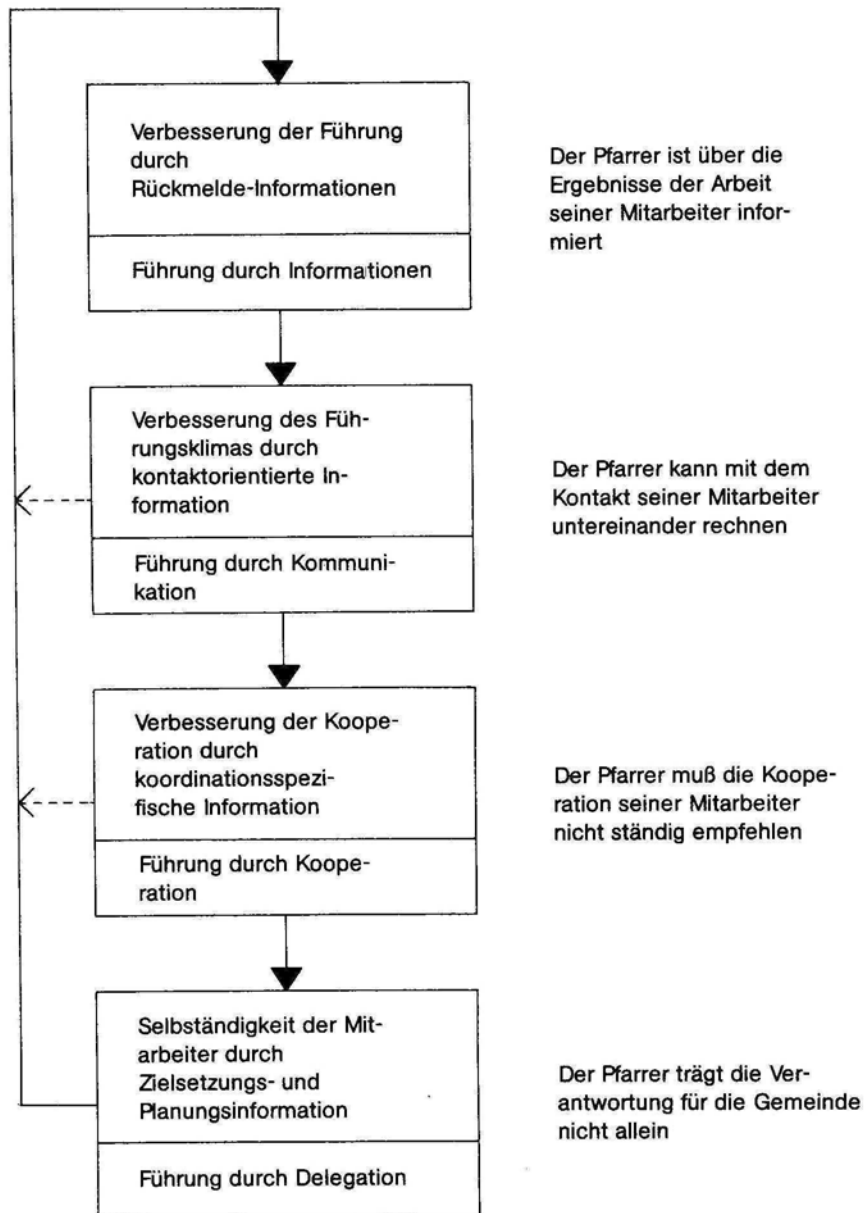 Verbesserung der Führung
durch
Rückmelde-Informationen
Führung durch Informationen
Der Pfarrer ist über die
Ergebnisse der Arbeit
seiner Mitarbeiter infor-
miert
Verbesserung des Füh-
rungsklimas durch
kontaktorientierte In-
formation
Führung durch Kommuni-
kation
Der Pfarrer kann mit dem
Kontakt seiner Mitarbeiter
untereinander rechnen
Verbesserung der Koope-
ration durch
koordinationsspezi-
fische Information
Führung durch Koope-
ration
Der Pfarrer muß die Koope-
ration seiner Mitarbeiter
nicht ständig empfehlen
Selbständigkeit der Mit-
arbeiter durch
Zielsetzungs- und
Planungsinformation
Führung durch Delegation
Der Pfarrer trägt die Ver-
antwortung für die Gemeinde
nicht allein